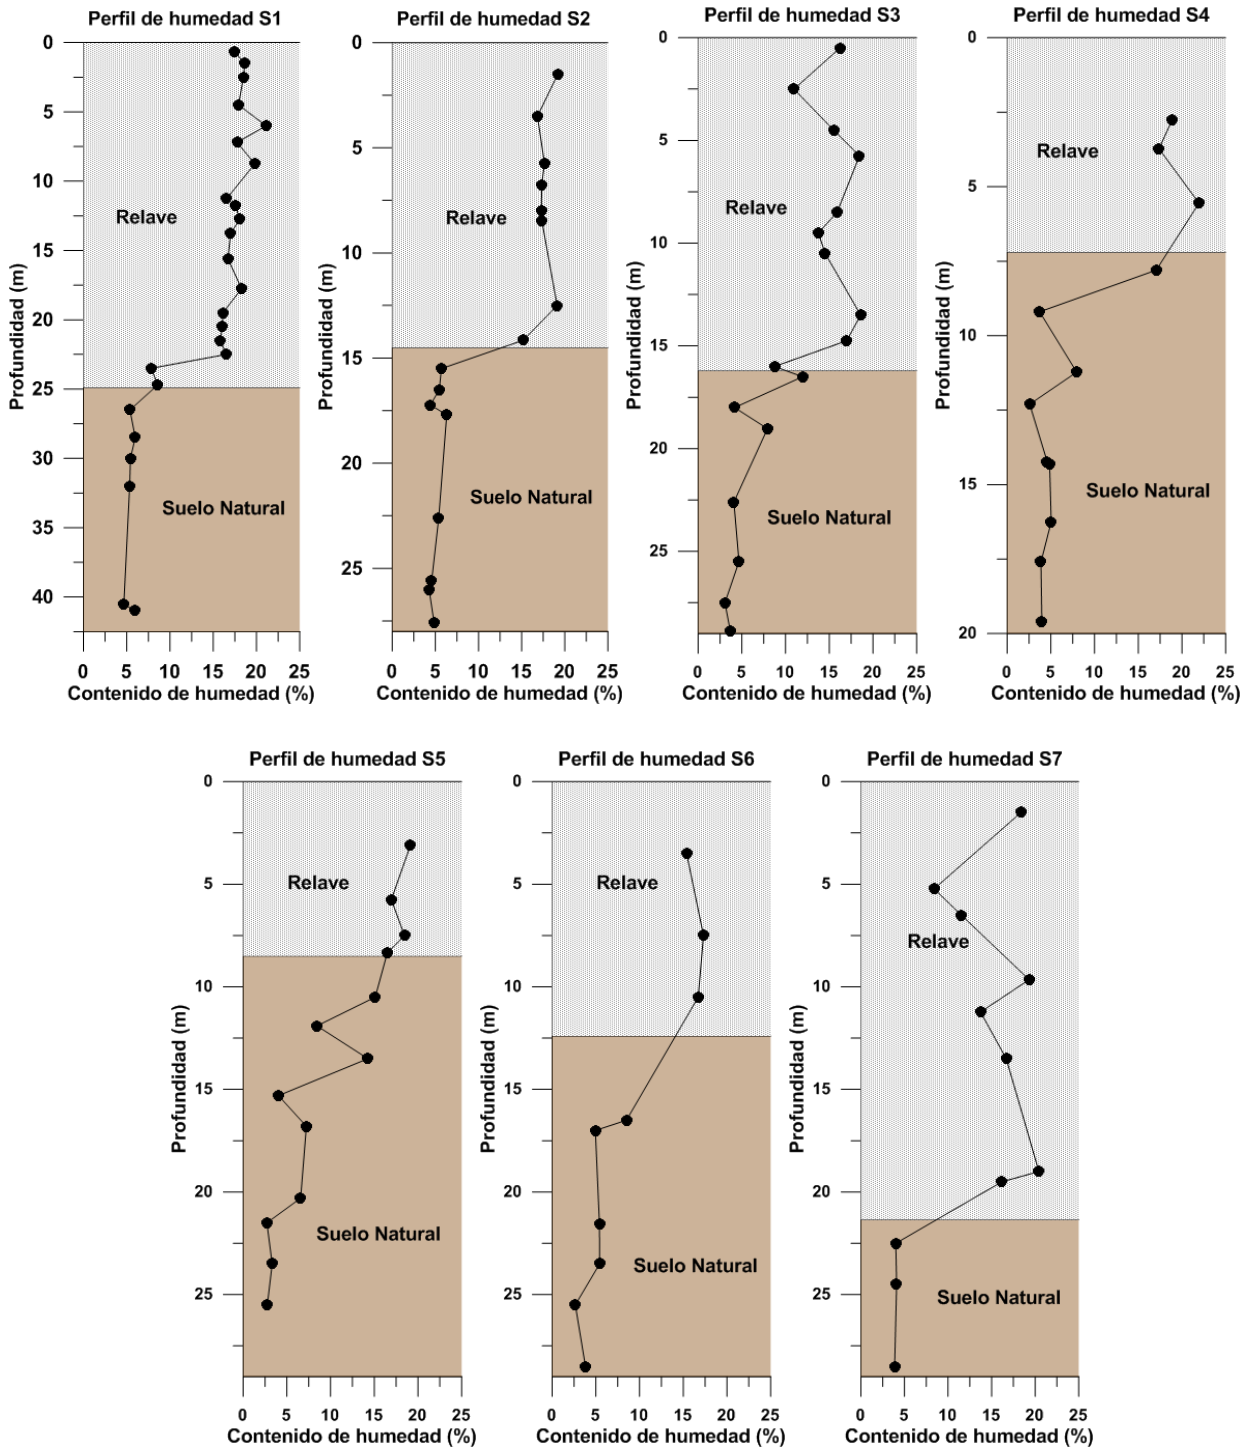 Perfil de humedad S1
0
5
10
15
20
25
30
35
40
Profundidad (m)
Relave
Suelo Natural
0 5 10 15 20 25
Contenido de humedad (%)
Perfil de humedad S2
0
5
10
15
20
25
Profundidad (m)
Relave
Suelo Natural
0 5 10 15 20 25
Contenido de humedad (%)
Perfil de humedad S3
0
5
10
15
20
25
Profundidad (m)
Relave
Suelo Natural
0 5 10 15 20 25
Contenido de humedad (%)
Perfil de humedad S4
0
5
10
15
20
Profundidad (m)
Relave
Suelo Natural
0 5 10 15 20 25
Contenido de humedad (%)
Perfil de humedad S5
0
5
10
15
20
25
Profundidad (m)
Relave
Suelo Natural
0 5 10 15 20 25
Contenido de humedad (%)
Perfil de humedad S6
0
5
10
15
20
25
Profundidad (m)
Relave
Suelo Natural
0 5 10 15 20 25
Contenido de humedad (%)
Perfil de humedad S7
0
5
10
15
20
25
Profundidad (m)
Relave
Suelo Natural
0 5 10 15 20 25
Contenido de humedad (%)